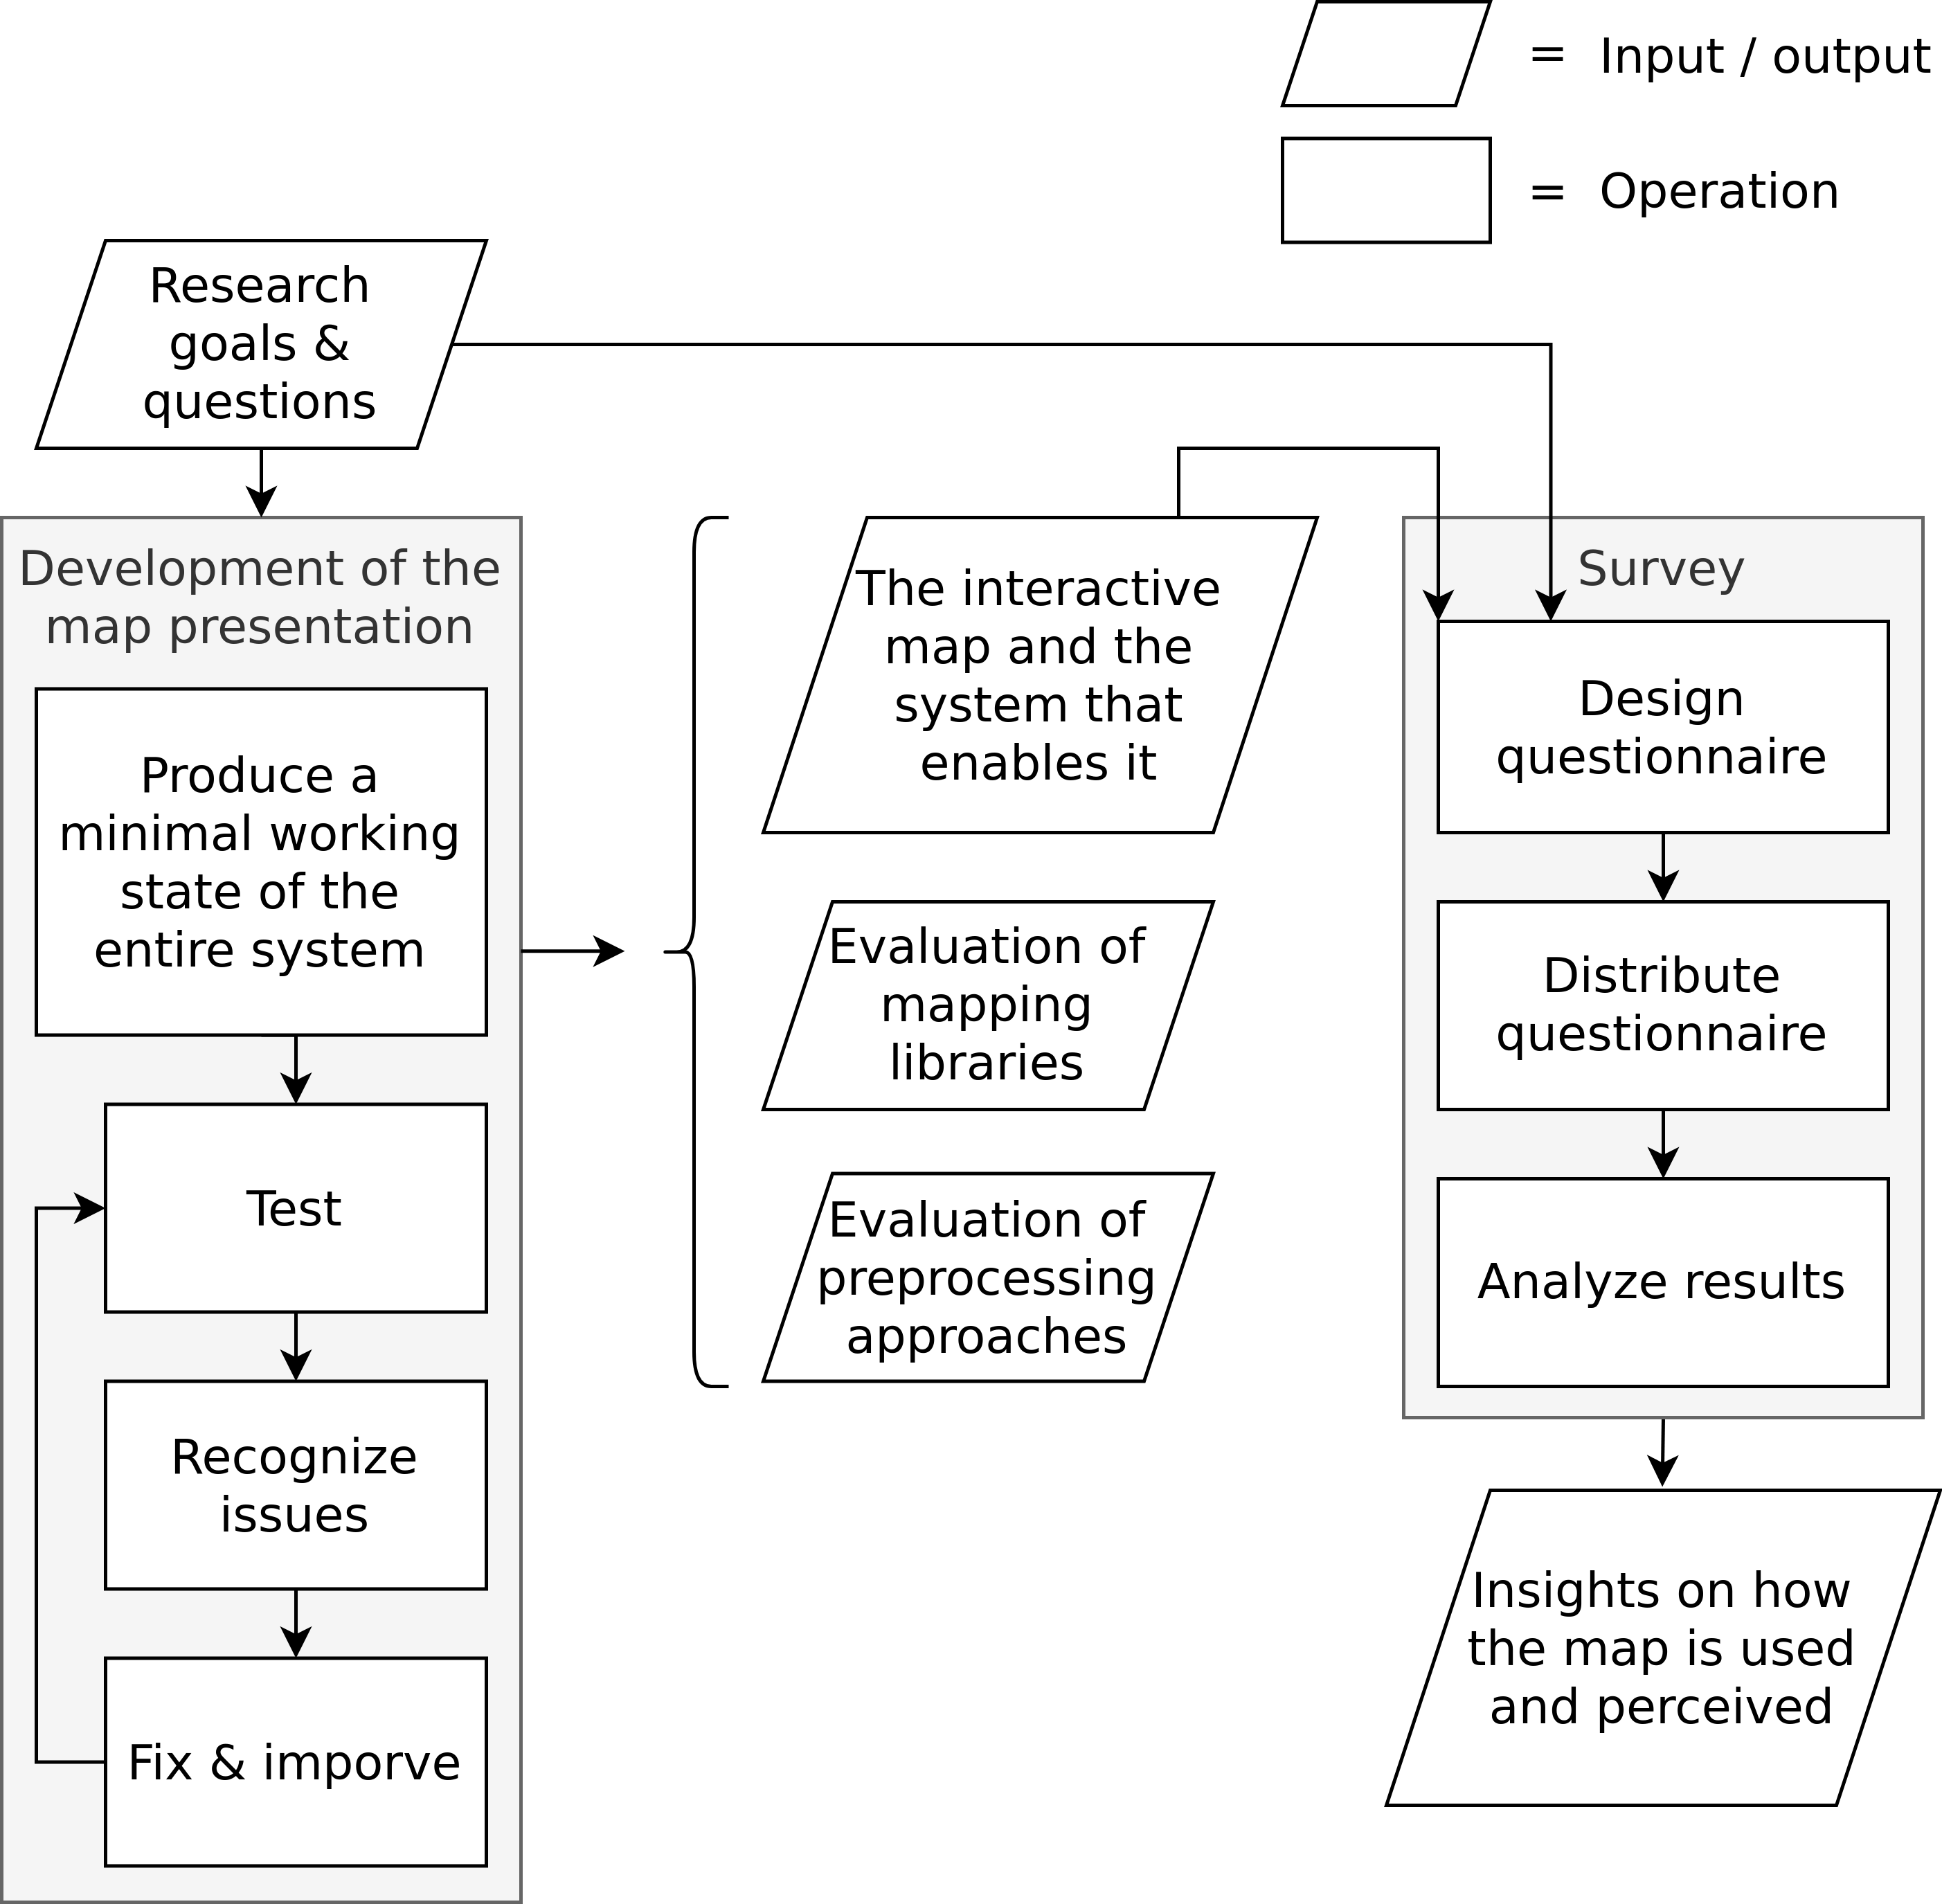 = Input / output
= Operation
Research
goals &
questions
Development of the
map presentation
Produce a
minimal working
state of the
entire system
Test
Recognize
issues
Fix & imporve
The interactive
map and the
system that
enables it
Evaluation of
mapping
libraries
Evaluation of
preprocessing
approaches
Survey
Design
questionnaire
Distribute
questionnaire
Analyze results
Insights on how
the map is used
and perceived